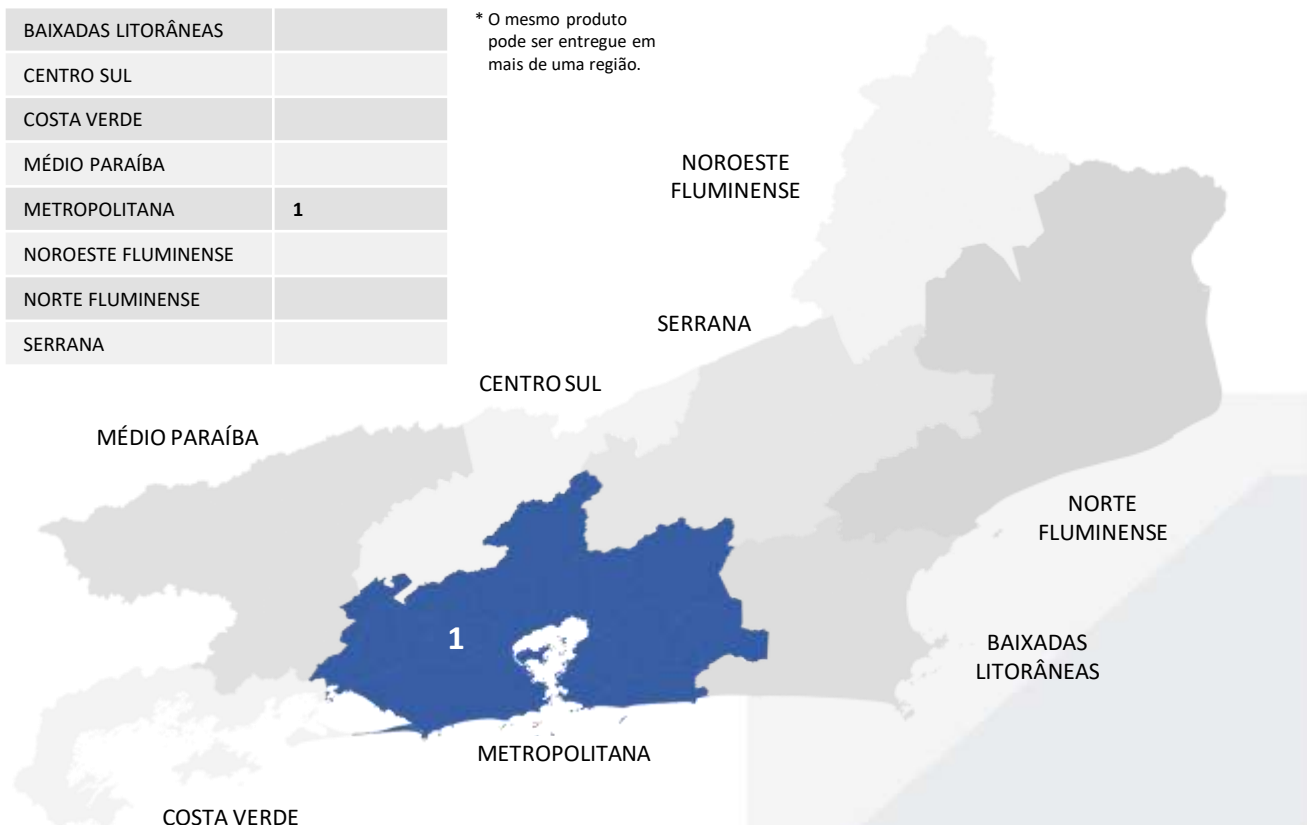 BAIXADAS LITORÂNEAS
CENTRO SUL
COSTA VERDE
MÉDIO PARAÍBA
METROPOLITANA 1
NOROESTE FLUMINENSE
NORTE FLUMINENSE
SERRANA
* O mesmo produto
pode ser entregue em
mais de uma região.
NOROESTE
FLUMINENSE
SERRANA
CENTRO SUL
MÉDIO PARAÍBA
NORTE
FLUMINENSE
1
BAIXADAS
LITORÂNEAS
METROPOLITANA
COSTA VERDE